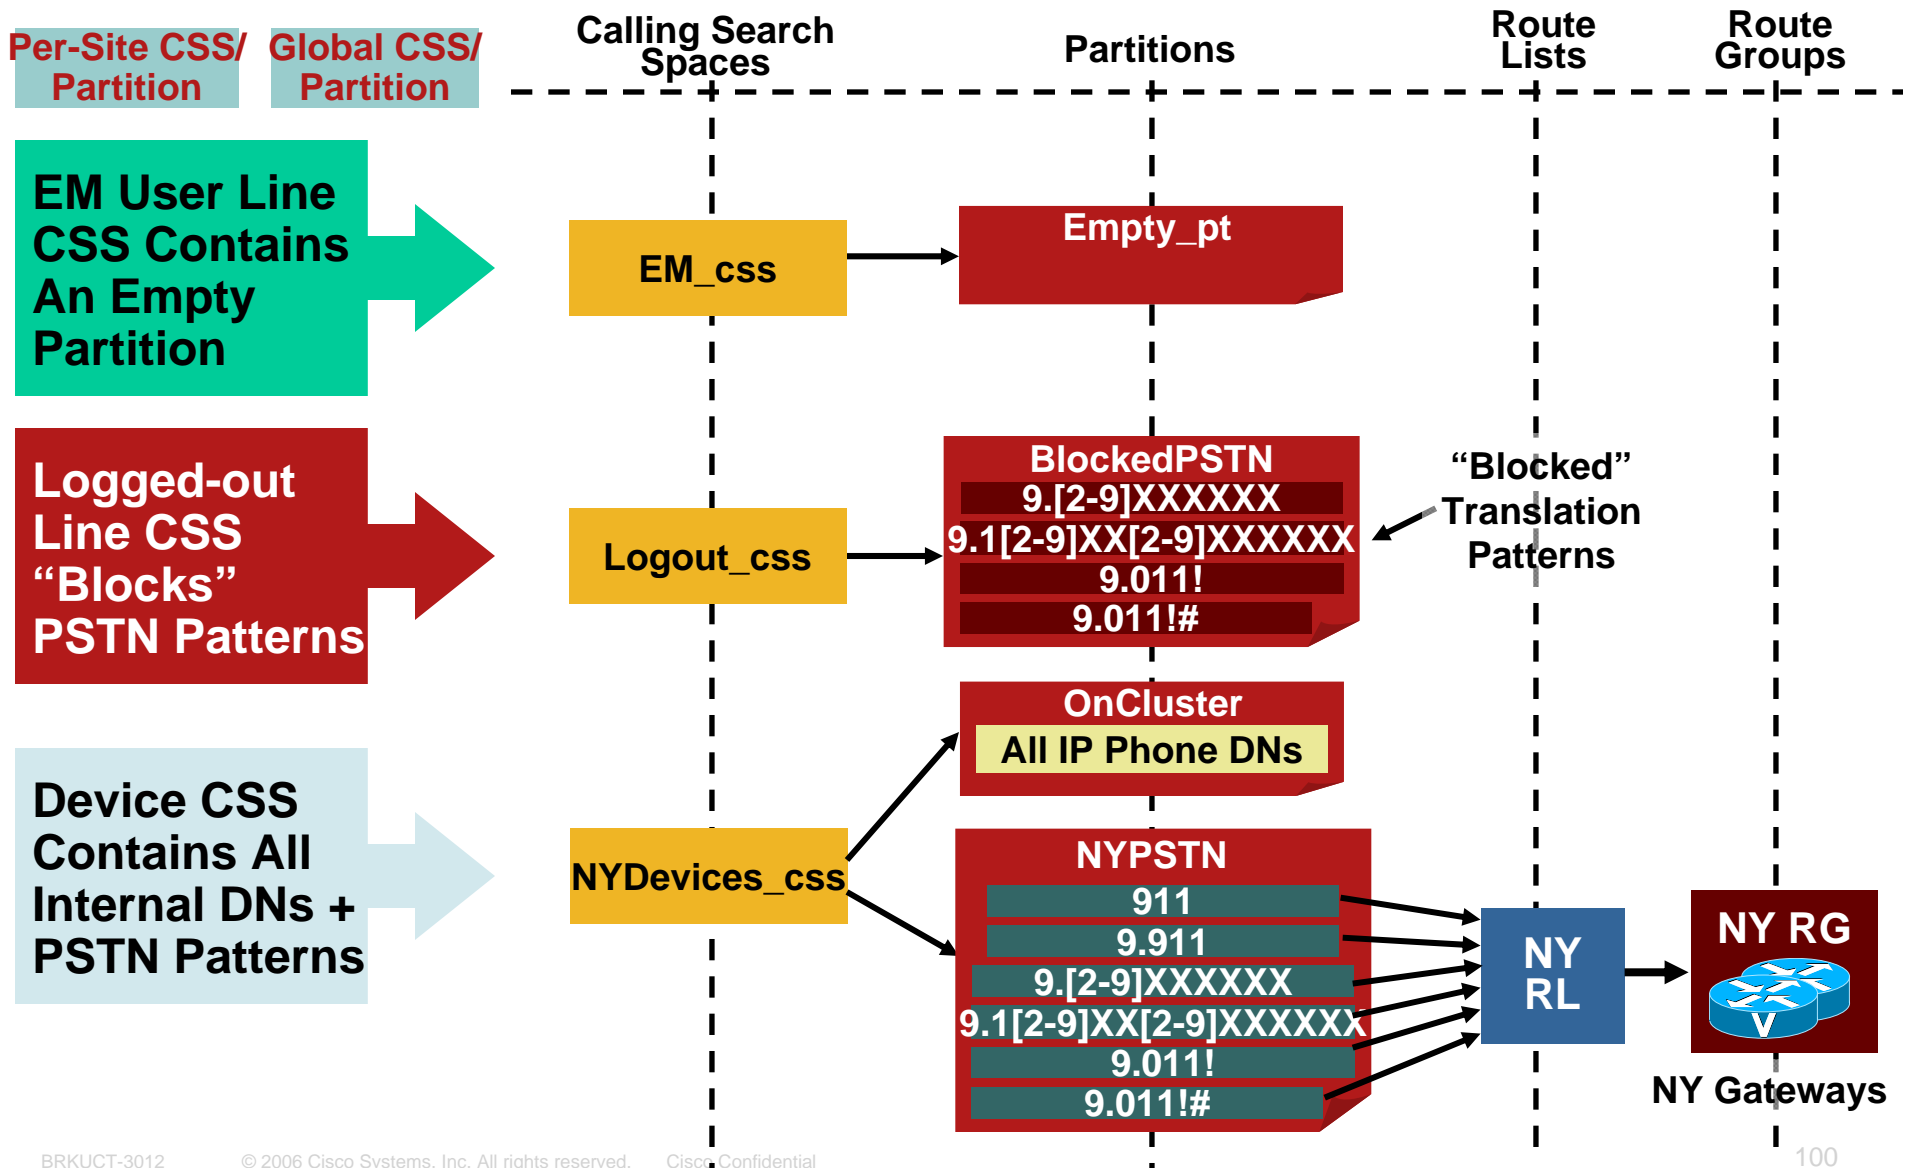 Per-Site CSS/
Partition
Global CSS/
Partition
Calling Search
Spaces
Partitions
Route
Lists
Route
Groups
EM User Line
CSS Contains
An Empty
Partition
EM_css
Empty_pt
Logged-out
Line CSS
“Blocks”
PSTN Patterns
Logout_css
BlockedPSTN
9.[2-9]XXXXXX
9.1[2-9]XX[2-9]XXXXXX
9.011!
9.011!#
“Blocked”
Translation
Patterns
Device CSS
Contains All
Internal DNs +
PSTN Patterns
NYDevices_css
OnCluster
All IP Phone DNs
NYPSTN
911
9.911
9.[2-9]XXXXXX
9.1[2-9]XX[2-9]XXXXXX
9.011!
9.011!#
NY
RL
NY RG
V
NY Gateways
BRKUCT-3012
© 2006 Cisco Systems, Inc. All rights reserved.
Cisco Confidential
100